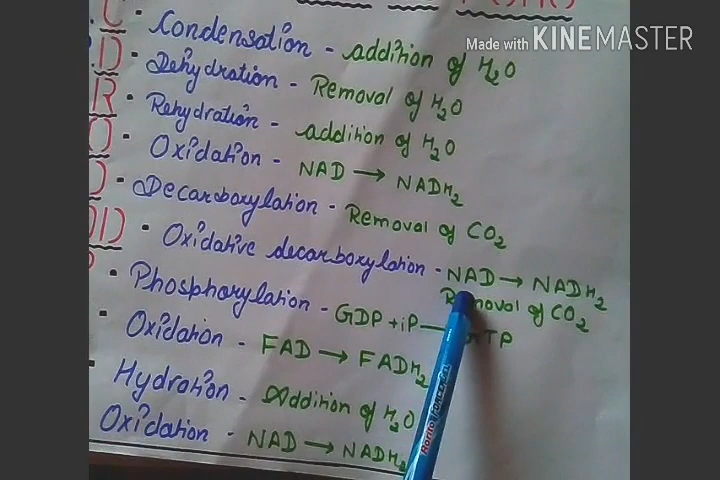 Made with KINEMASTER
C · Condensation - addition of H2O
D · Dehydration - Removal of H2O
R · Rehydration - addition of H2O
O · Oxidation - NAD → NADH2
· Decarboxylation - Removal of CO2
· Oxidative decarboxylation - NAD → NADH2
Removal of CO2
· Phosphorylation - GDP + iP → GTP
· Oxidation - FAD → FADH2
· Hydration - Addition of H2O
Oxidation - NAD → NADH2